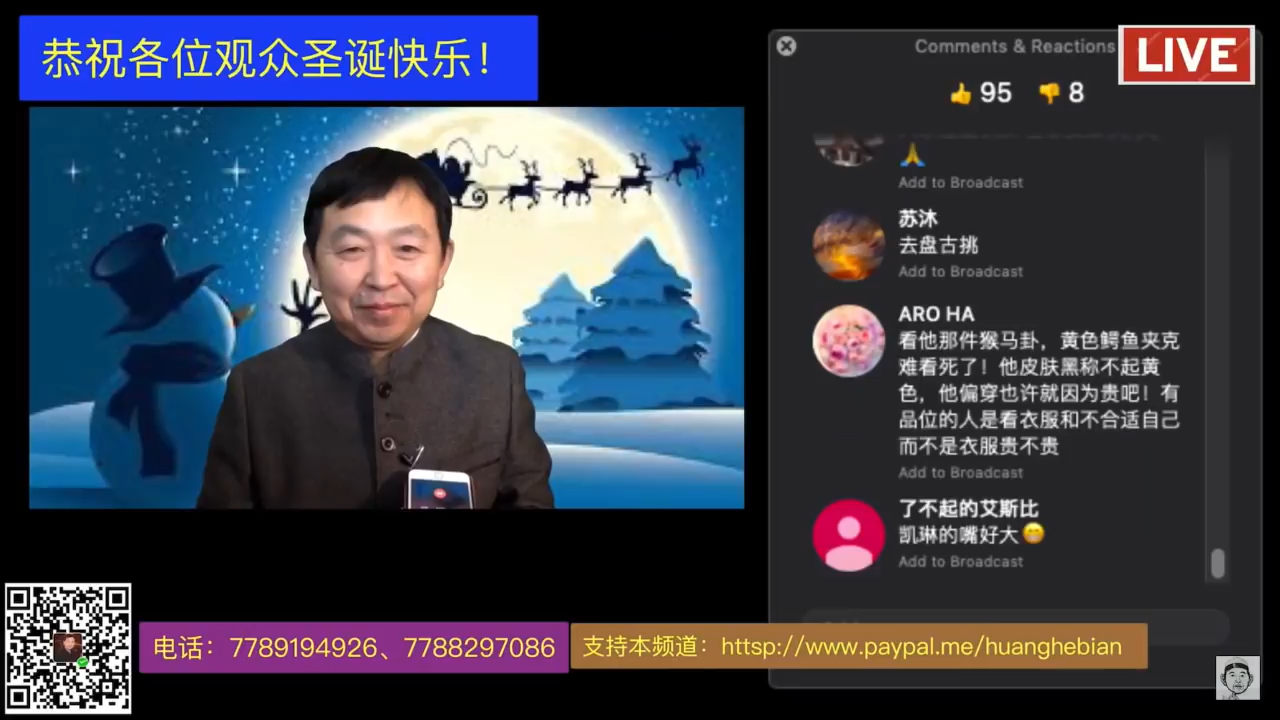 恭祝各位观众圣诞快乐！
Comments & Reactions
LIVE
👍 95 👎 8
🙏
Add to Broadcast
苏沐
去盘古挑
Add to Broadcast
ARO HA
看他那件猴马卦，黄色鳄鱼夹克
难看死了！他皮肤黑称不起黄
色，他偏穿也许就因为贵吧！有
品位的人是看衣服和不合适自己
而不是衣服贵不贵
Add to Broadcast
了不起的艾斯比
凯琳的嘴好大😁
Add to Broadcast
电话：7789194926、7788297086
支持本频道：httsp://www.paypal.me/huanghebian